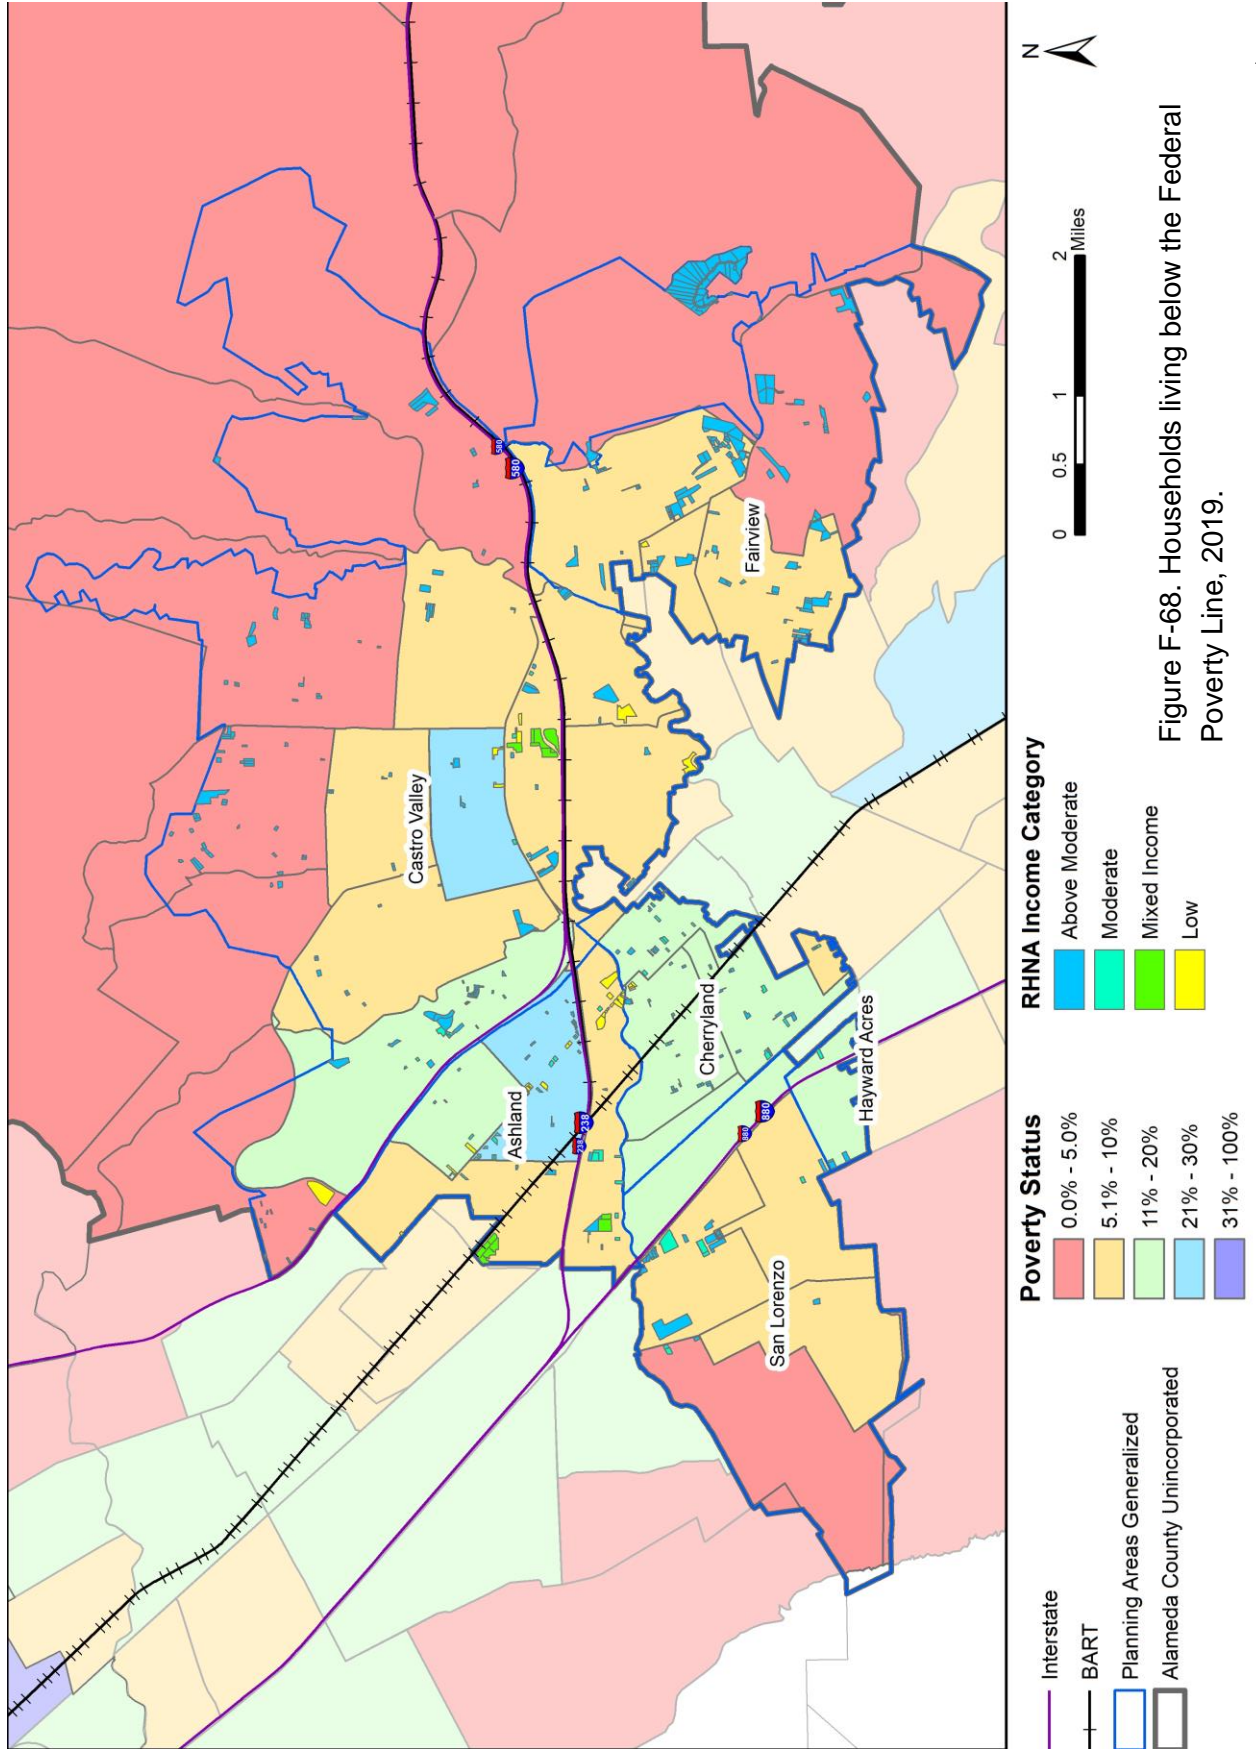 Castro Valley
Ashland
Cherryland
Fairview
Hayward Acres
San Lorenzo
580
580
238
238
880
880
N
Interstate
BART
Planning Areas Generalized
Alameda County Unincorporated
Poverty Status
0.0% - 5.0%
5.11% - 10%
11% - 20%
21% - 30%
31% - 100%
RHNA Income Category
Above Moderate
Moderate
Mixed Income
Low
0 0.5 1 2
Miles
Figure F-68. Households living below the Federal
Poverty Line, 2019.